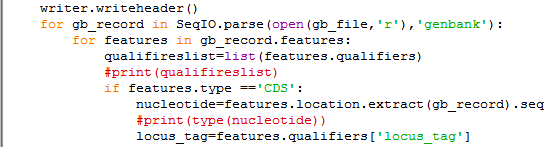 writer.writeheader()
for gb_record in SeqIO.parse(open(gb_file,'r'),'genbank'):
for features in gb_record.features:
qualifireslist=list(features.qualifiers)
#print(qualifireslist)
if features.type =='CDS':
nucleotide=features.location.extract(gb_record).seq
#print(type(nucleotide))
locus_tag=features.qualifiers['locus_tag']